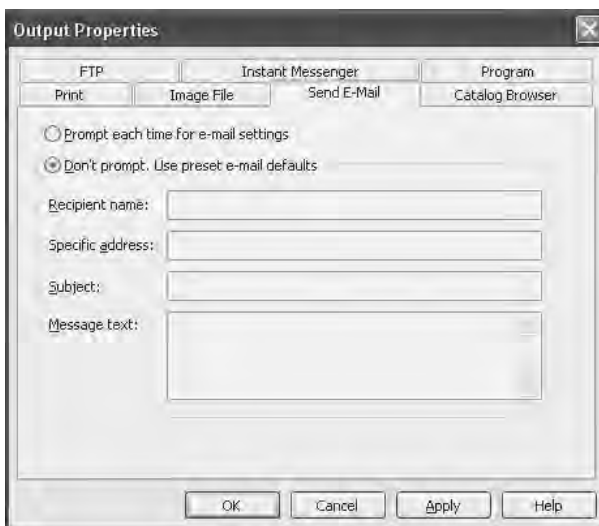 Output Properties
FTP Instant Messenger Program
Print Image File Send E-Mail Catalog Browser
Prompt each time for e-mail settings
Don't prompt. Use preset e-mail defaults
Recipient name:
Specific address:
Subject:
Message text:
OK Cancel Apply Help